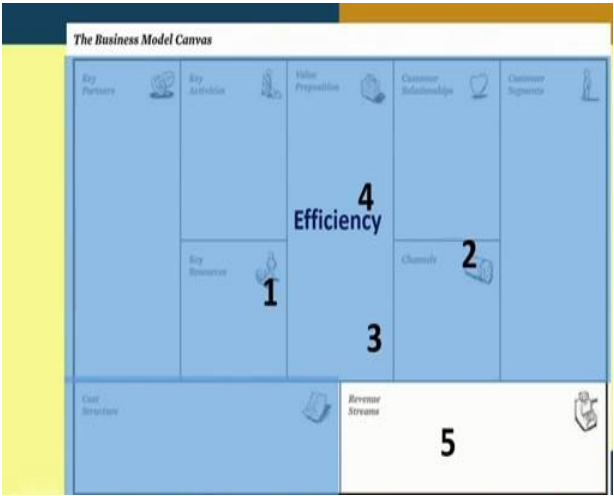 The Business Model Canvas
Key
Partners
Key
Activities
Value
Proposition
Customer
Relationships
Customer
Segments
4
Efficiency
Key
Resources
1
Channels
2
3
Cost
Structure
Revenue
Streams
5